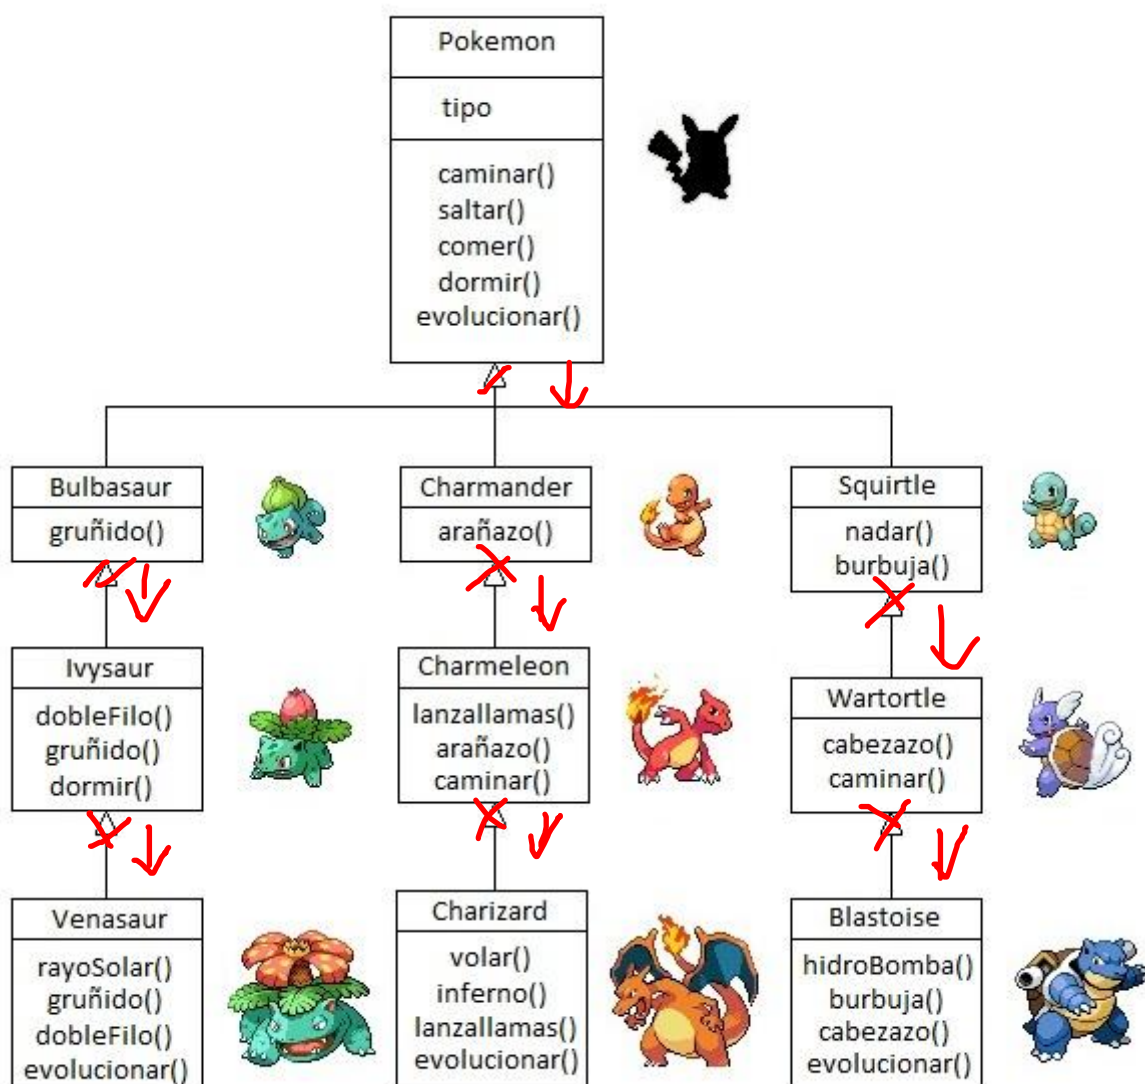 Pokemon
tipo
caminar()
saltar()
comer()
dormir()
evolucionar()
Bulbasaur
gruñido()
Charmander
arañazo()
Squirtle
nadar()
burbuja()
Ivysaur
dobleFilo()
gruñido()
dormir()
Charmeleon
lanzallamas()
arañazo()
caminar()
Wartortle
cabezazo()
caminar()
Venasaur
rayoSolar()
gruñido()
dobleFilo()
evolucionar()
Charizard
volar()
inferno()
lanzallamas()
evolucionar()
Blastoise
hidroBomba()
burbuja()
cabezazo()
evolucionar()